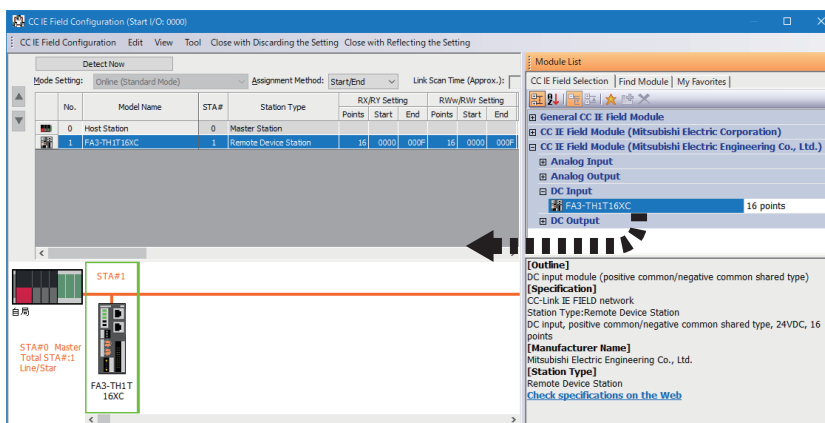 CC IE Field Configuration (Start I/O: 0000)
CC IE Field Configuration Edit View Tool Close with Discarding the Setting Close with Reflecting the Setting
Detect Now
Mode Setting: Online (Standard Mode) Assignment Method: Start/End Link Scan Time (Approx.):
No. Model Name STA# Station Type RX/RY Setting RWw/RWr Setting
Points Start End Points Start End
0 Host Station 0 Master Station
1 FA3-TH1T16XC 1 Remote Device Station 16 0000 000F 16 0000 000F
STA#1
自局
STA#0 Master
Total STA#:1
Line/Star
FA3-TH1T
16XC
Module List
CC IE Field Selection Find Module My Favorites
General CC IE Field Module
CC IE Field Module (Mitsubishi Electric Corporation)
CC IE Field Module (Mitsubishi Electric Engineering Co., Ltd.)
Analog Input
Analog Output
DC Input
FA3-TH1T16XC 16 points
DC Output
[Outline]
DC input module (positive common/negative common shared type)
[Specification]
CC-Link IE FIELD network
Station Type:Remote Device Station
DC input, positive common/negative common shared type, 24VDC, 16
points
[Manufacturer Name]
Mitsubishi Electric Engineering Co., Ltd.
[Station Type]
Remote Device Station
Check specifications on the Web